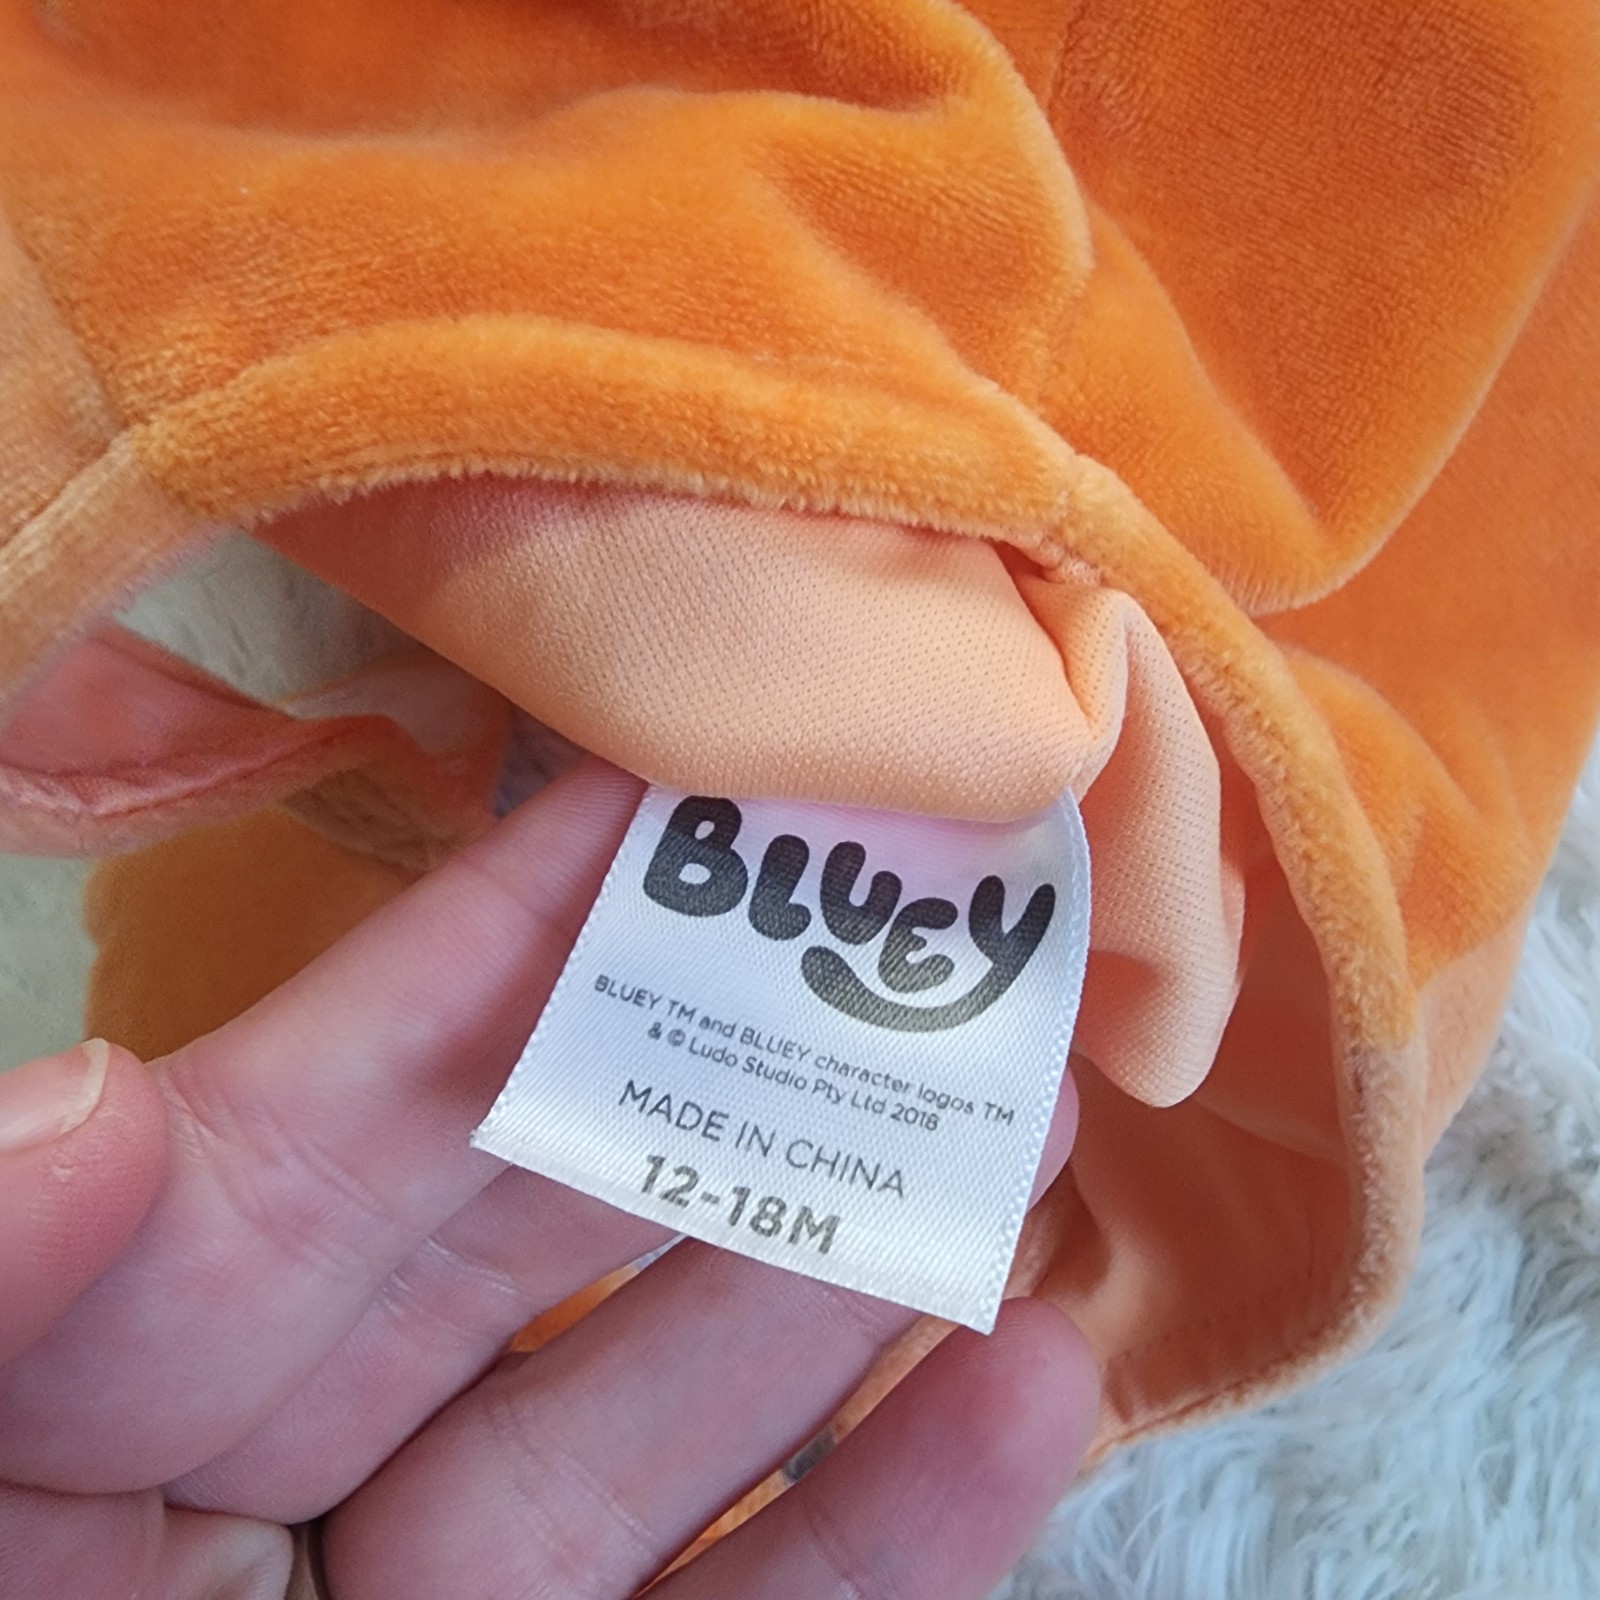 BLUEY
BLUEY TM and BLUEY character logos TM
& © Ludo Studio Pty Ltd 2018
MADE IN CHINA
12-18M